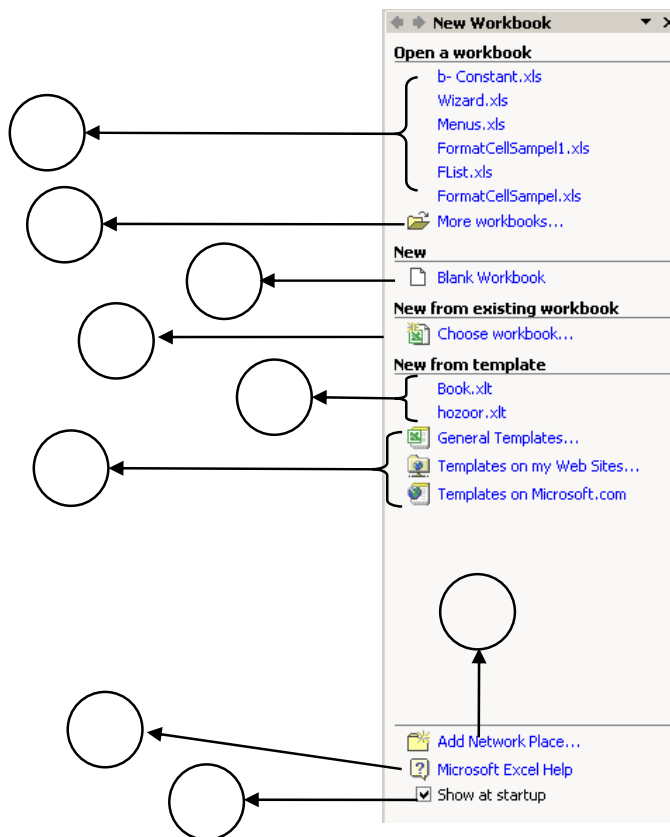 New Workbook
Open a workbook
b- Constant.xls
Wizard.xls
Menus.xls
FormatCellSampel1.xls
FList.xls
FormatCellSampel.xls
More workbooks...
New
Blank Workbook
New from existing workbook
Choose workbook...
New from template
Book.xlt
hozoor.xlt
General Templates...
Templates on my Web Sites...
Templates on Microsoft.com
Add Network Place...
Microsoft Excel Help
Show at startup